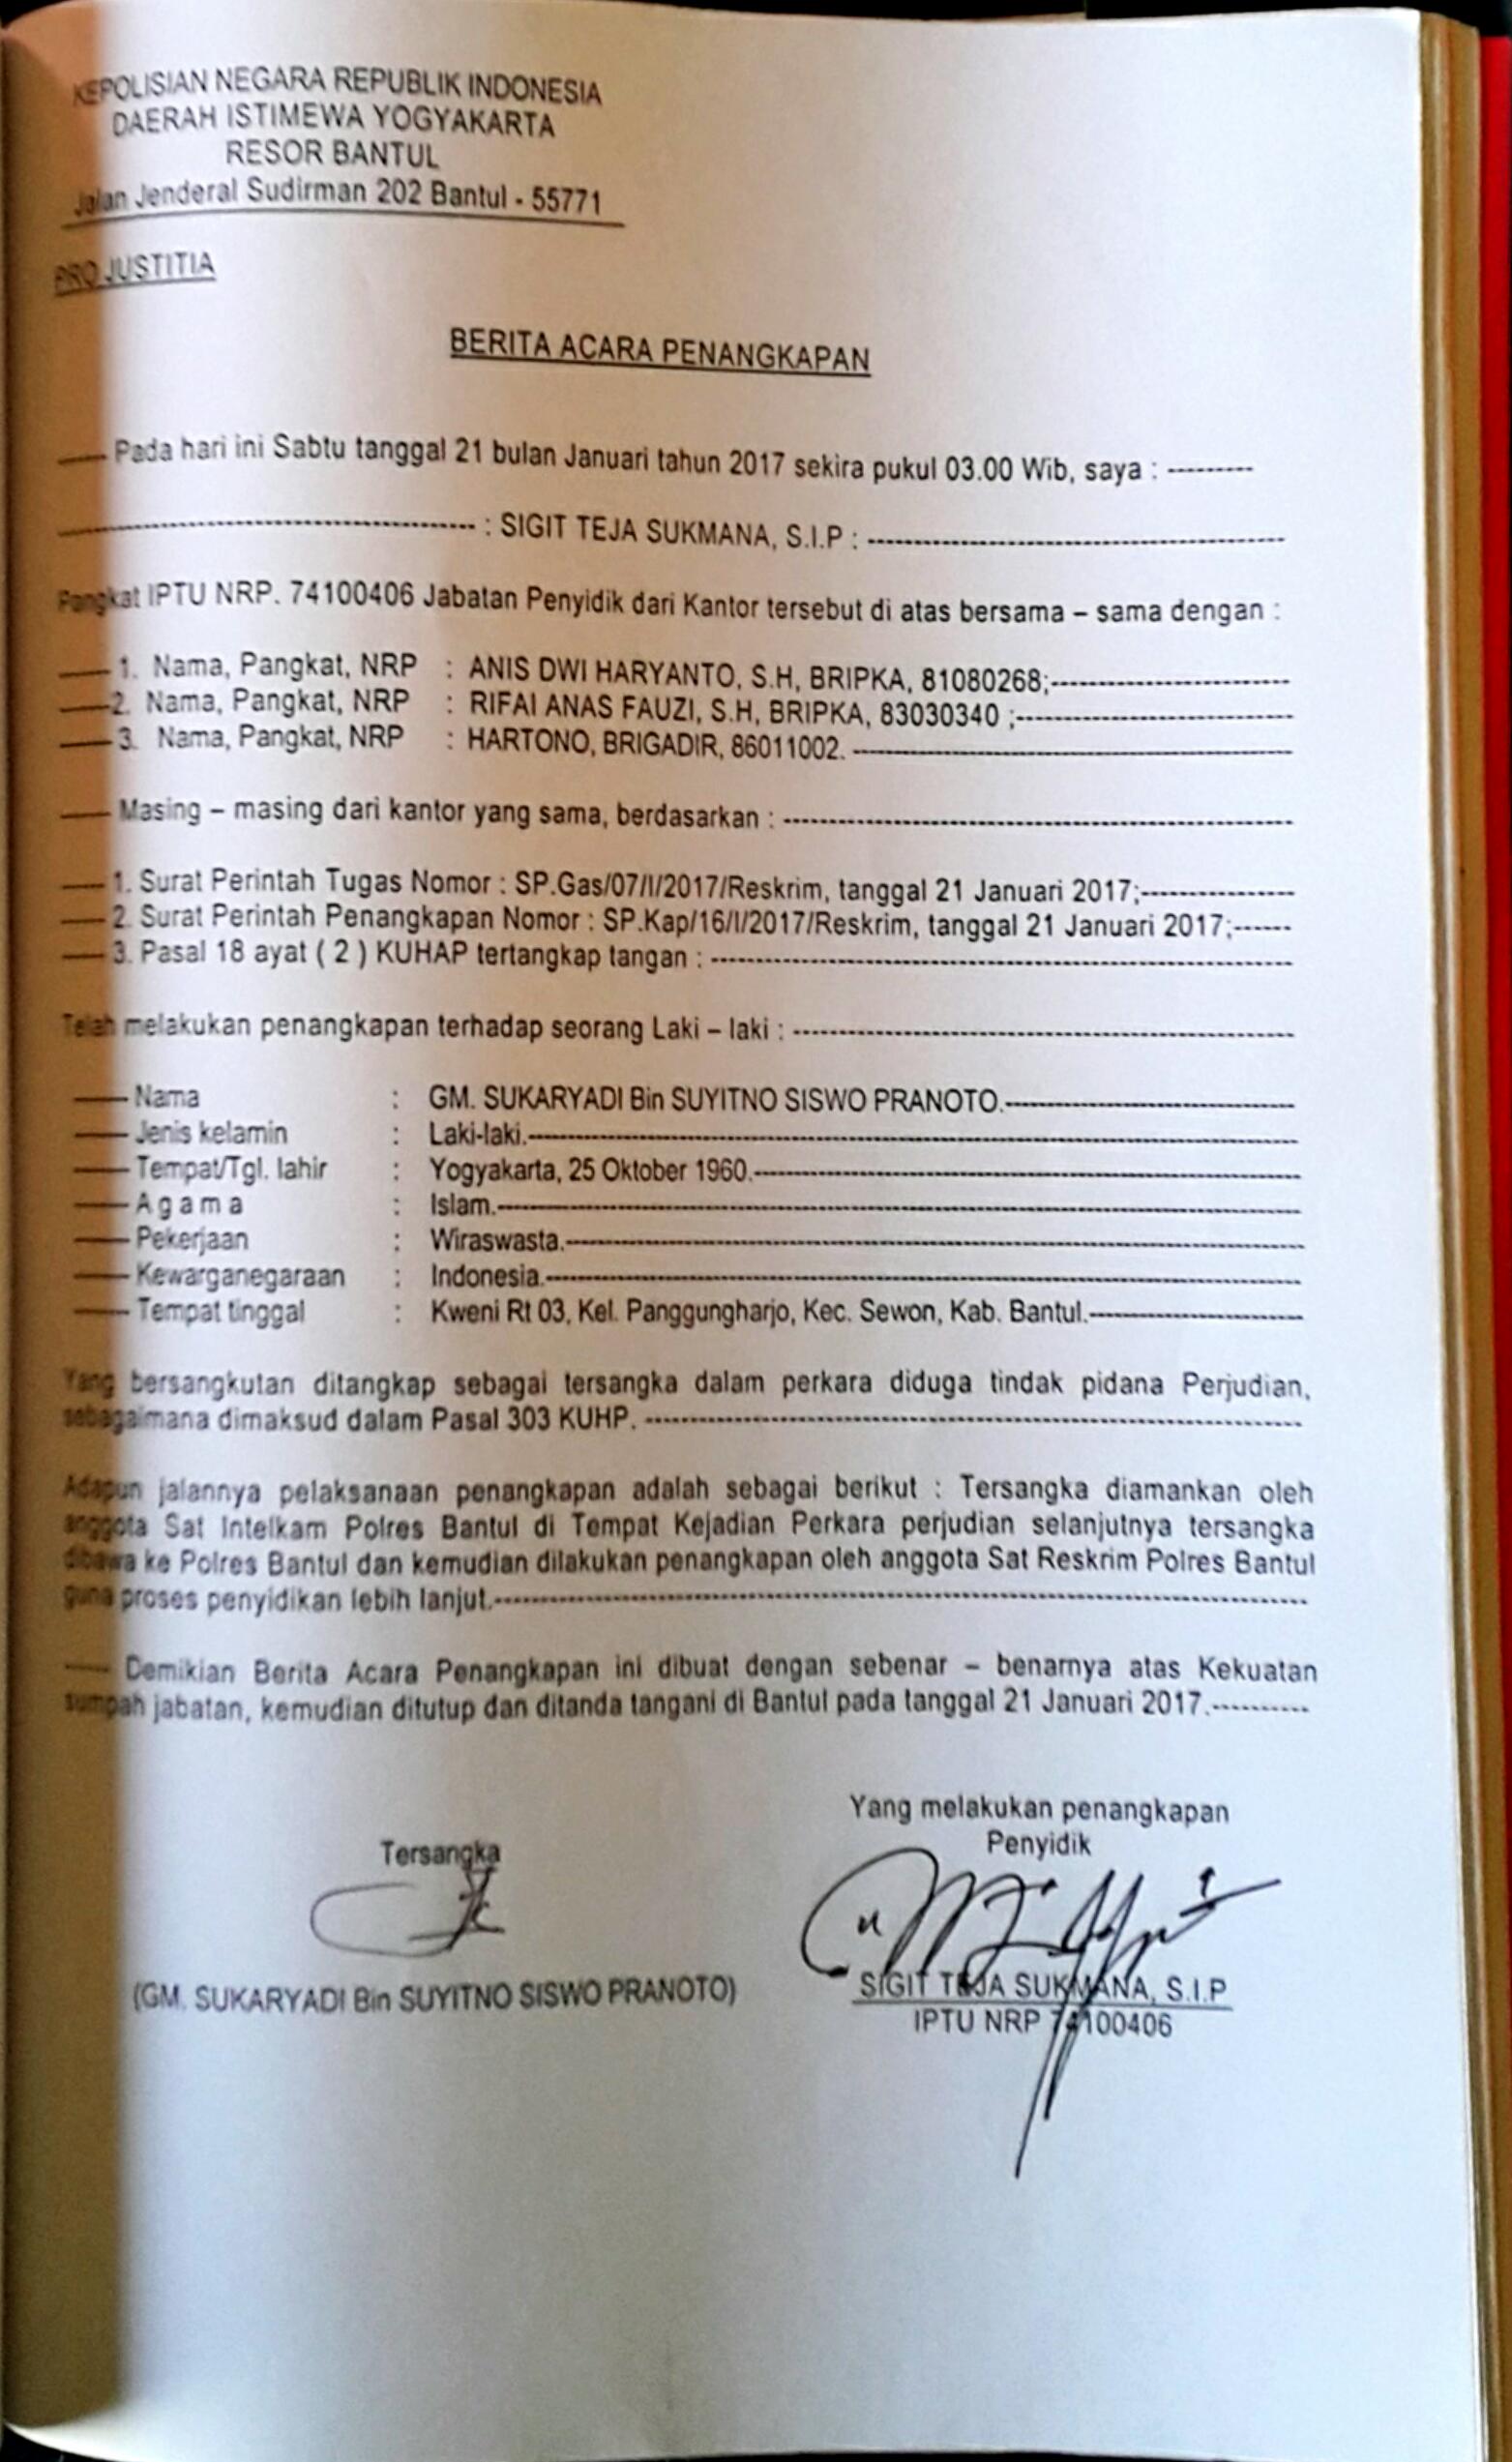 KEPOLISIAN NEGARA REPUBLIK INDONESIA
DAERAH ISTIMEWA YOGYAKARTA
RESOR BANTUL
Jalan Jenderal Sudirman 202 Bantul - 55771
PRO JUSTITIA
BERITA ACARA PENANGKAPAN
Pada hari ini Sabtu tanggal 21 bulan Januari tahun 2017 sekira pukul 03.00 Wib, saya :
: SIGIT TEJA SUKMANA, S.I.P :
Pangkat IPTU NRP. 74100406 Jabatan Penyidik dari Kantor tersebut di atas bersama – sama dengan :
1. Nama, Pangkat, NRP : ANIS DWI HARYANTO, S.H, BRIPKA, 81080268;
2. Nama, Pangkat, NRP : RIFAI ANAS FAUZI, S.H, BRIPKA, 83030340 ;
3. Nama, Pangkat, NRP : HARTONO, BRIGADIR, 86011002.
Masing – masing dari kantor yang sama, berdasarkan :
1. Surat Perintah Tugas Nomor : SP.Gas/07/I/2017/Reskrim, tanggal 21 Januari 2017;
2. Surat Perintah Penangkapan Nomor : SP.Kap/16/I/2017/Reskrim, tanggal 21 Januari 2017;
3. Pasal 18 ayat ( 2 ) KUHAP tertangkap tangan :
Telah melakukan penangkapan terhadap seorang Laki – laki :
Nama : GM. SUKARYADI Bin SUYITNO SISWO PRANOTO.
Jenis kelamin : Laki-laki.
Tempat/Tgl. lahir : Yogyakarta, 25 Oktober 1960.
A g a m a : Islam.
Pekerjaan : Wiraswasta.
Kewarganegaraan : Indonesia.
Tempat tinggal : Kweni Rt 03, Kel. Panggungharjo, Kec. Sewon, Kab. Bantul.
Yang bersangkutan ditangkap sebagai tersangka dalam perkara diduga tindak pidana Perjudian,
sebagaimana dimaksud dalam Pasal 303 KUHP.
Adapun jalannya pelaksanaan penangkapan adalah sebagai berikut : Tersangka diamankan oleh
anggota Sat Intelkam Polres Bantul di Tempat Kejadian Perkara perjudian selanjutnya tersangka
dibawa ke Polres Bantul dan kemudian dilakukan penangkapan oleh anggota Sat Reskrim Polres Bantul
guna proses penyidikan lebih lanjut.
Demikian Berita Acara Penangkapan ini dibuat dengan sebenar – benarnya atas Kekuatan
sumpah jabatan, kemudian ditutup dan ditanda tangani di Bantul pada tanggal 21 Januari 2017.
Yang melakukan penangkapan
Penyidik
Tersangka
(GM. SUKARYADI Bin SUYITNO SISWO PRANOTO)
SIGIT TEJA SUKMANA, S.I.P
IPTU NRP 74100406